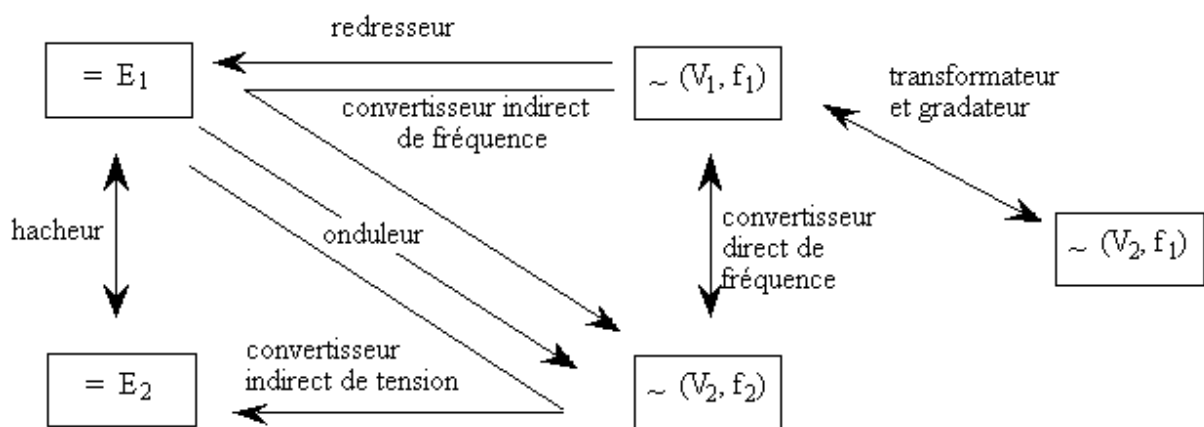 redresseur
= E₁
~ (V₁, f₁)
transformateur
et gradateur
convertisseur indirect
de fréquence
hacheur
onduleur
convertisseur
direct de
fréquence
~ (V₂, f₁)
convertisseur
indirect de tension
= E₂
~ (V₂, f₂)